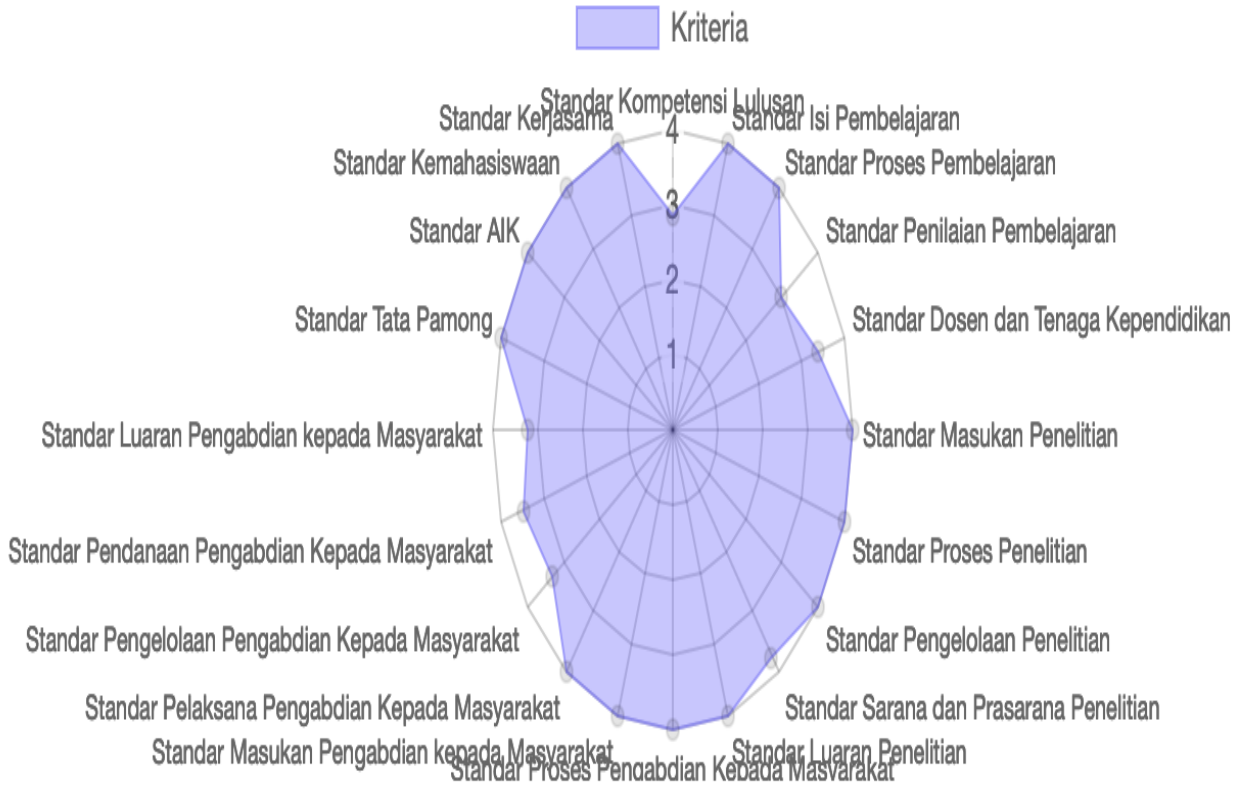 Kriteria
Standar Kompetensi Lulusan
Standar Kerjasama
Standar Isi Pembelajaran
4
Standar Kemahasiswaan
Standar Proses Pembelajaran
3
Standar AIK
Standar Penilaian Pembelajaran
2
Standar Tata Pamong
Standar Dosen dan Tenaga Kependidikan
1
Standar Luaran Pengabdian kepada Masyarakat
Standar Masukan Penelitian
Standar Pendanaan Pengabdian Kepada Masyarakat
Standar Proses Penelitian
Standar Pengelolaan Pengabdian Kepada Masyarakat
Standar Pengelolaan Penelitian
Standar Pelaksana Pengabdian Kepada Masyarakat
Standar Sarana dan Prasarana Penelitian
Standar Masukan Pengabdian kepada Masyarakat
Standar Luaran Penelitian
Standar Proses Pengabdian Kepada Masyarakat